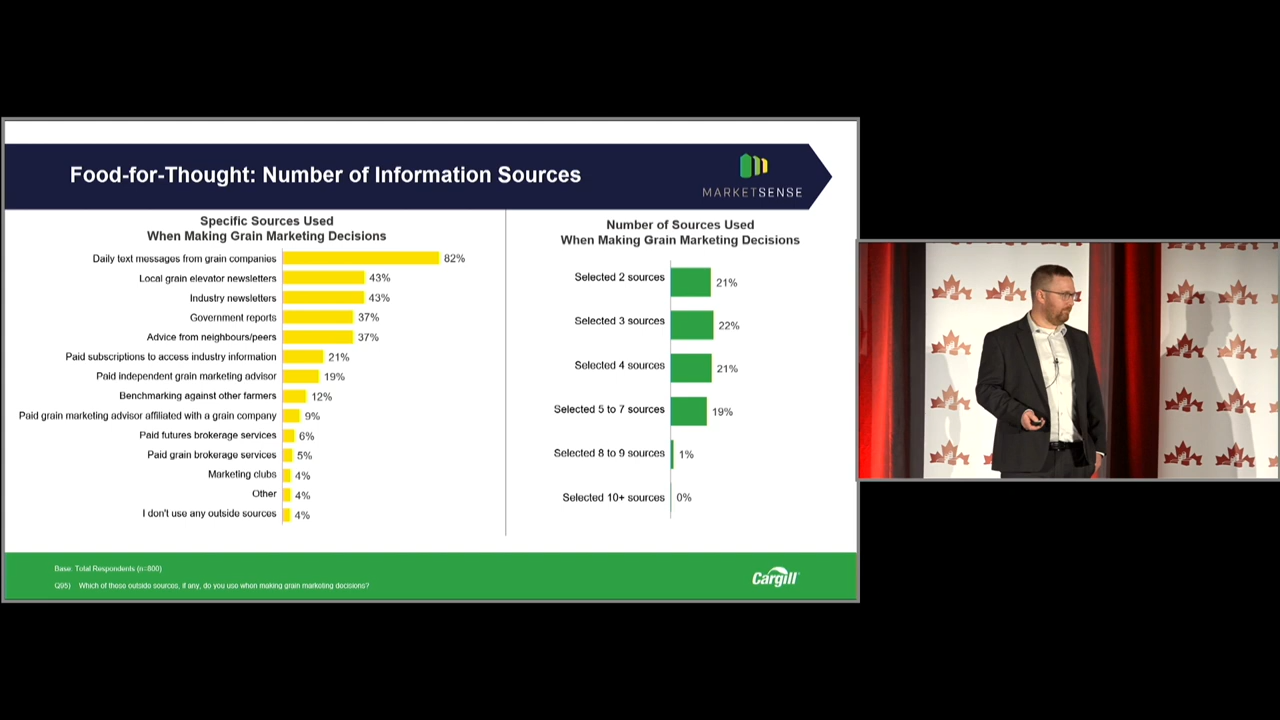 Food-for-Thought: Number of Information Sources
MARKETSENSE
Specific Sources Used
When Making Grain Marketing Decisions
Daily text messages from grain companies 82%
Local grain elevator newsletters 43%
Industry newsletters 43%
Government reports 37%
Advice from neighbours/peers 37%
Paid subscriptions to access industry information 21%
Paid independent grain marketing advisor 19%
Benchmarking against other farmers 12%
Paid grain marketing advisor affiliated with a grain company 9%
Paid futures brokerage services 6%
Paid grain brokerage services 5%
Marketing clubs 4%
Other 4%
I don't use any outside sources 4%
Number of Sources Used
When Making Grain Marketing Decisions
Selected 2 sources 21%
Selected 3 sources 22%
Selected 4 sources 21%
Selected 5 to 7 sources 19%
Selected 8 to 9 sources 1%
Selected 10+ sources 0%
Base: Total Respondents (n=800)
Q95) Which of those outside sources, if any, do you use when making grain marketing decisions?
Cargill